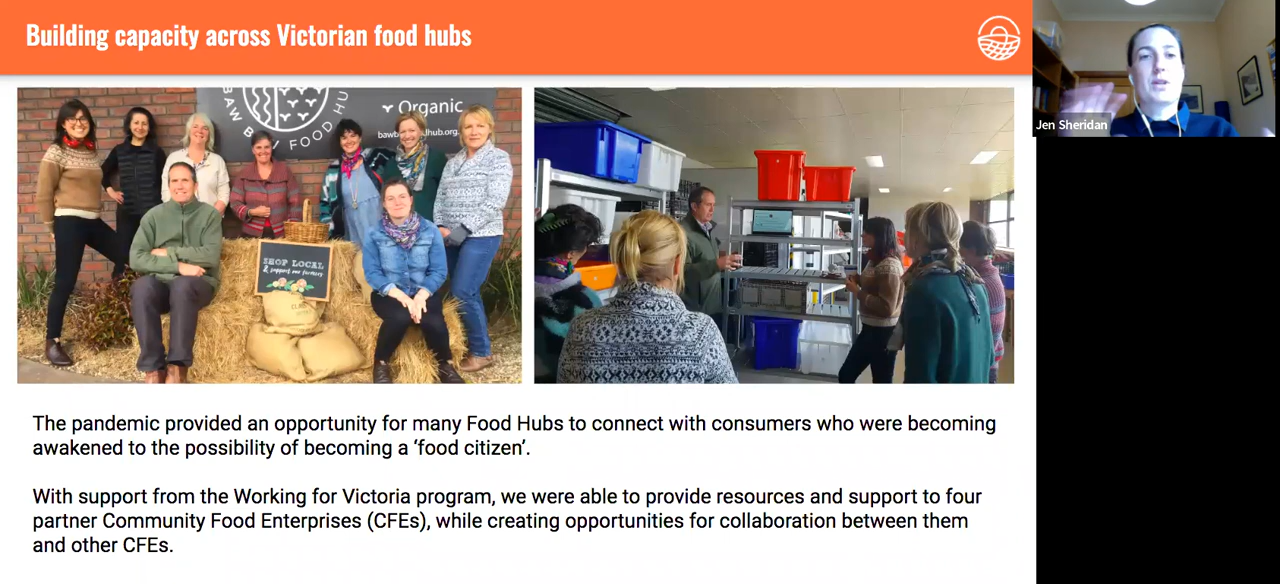 Building capacity across Victorian food hubs
Jen Sheridan
BAW B
FOOD HU
Organic
SHOP LOCAL
& support our farmers
The pandemic provided an opportunity for many Food Hubs to connect with consumers who were becoming
awakened to the possibility of becoming a ‘food citizen’.
With support from the Working for Victoria program, we were able to provide resources and support to four
partner Community Food Enterprises (CFEs), while creating opportunities for collaboration between them
and other CFEs.